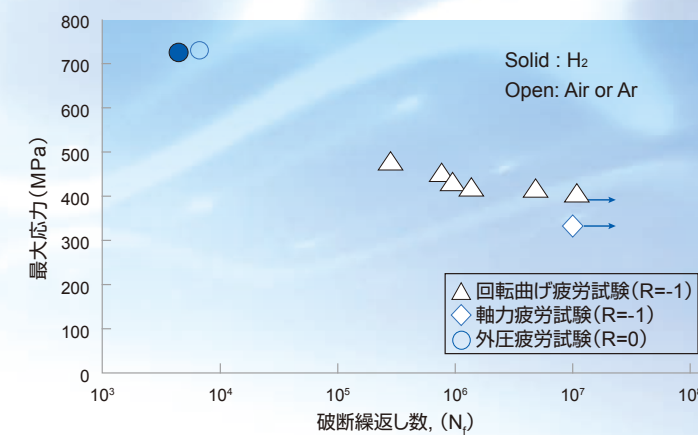 800
700
600
500
400
300
200
100
0
最大応力(MPa)
Solid : H₂
Open: Air or Ar
回転曲げ疲労試験(R=-1)
軸力疲労試験(R=-1)
外圧疲労試験(R=0)
10³ 10⁴ 10⁵ 10⁶ 10⁷ 10⁸
破断繰返し数, (Nf)